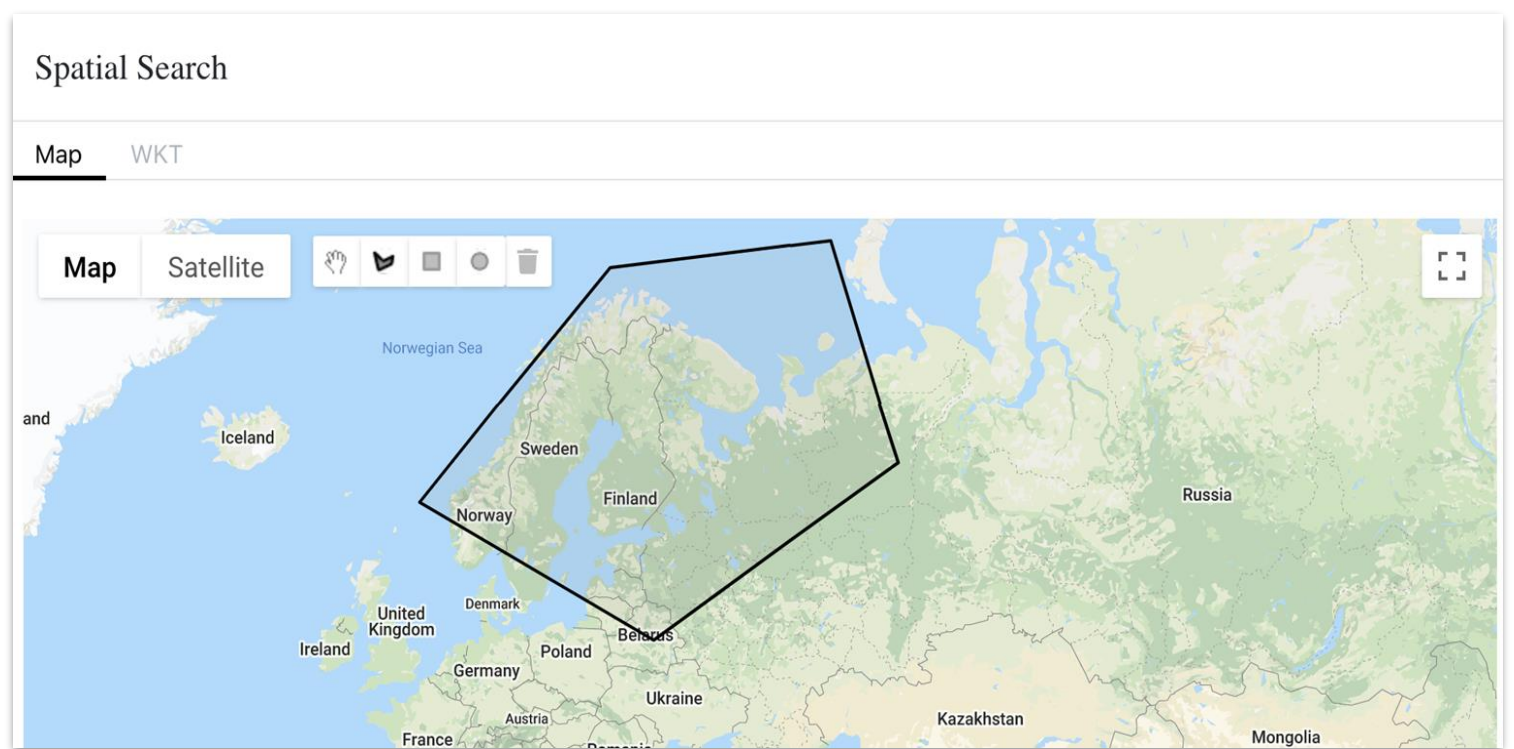 Spatial Search
Map WKT
Map Satellite
Norwegian Sea
and
Iceland
Sweden
Finland
Russia
Norway
Denmark
United
Kingdom
Belarus
Ireland
Poland
Germany
Ukraine
Austria
Kazakhstan
France
Mongolia